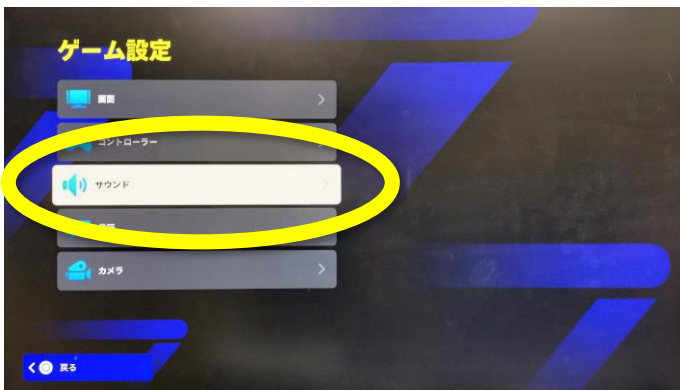 ゲーム設定
画面
コントローラー
サウンド
カメラ
戻る